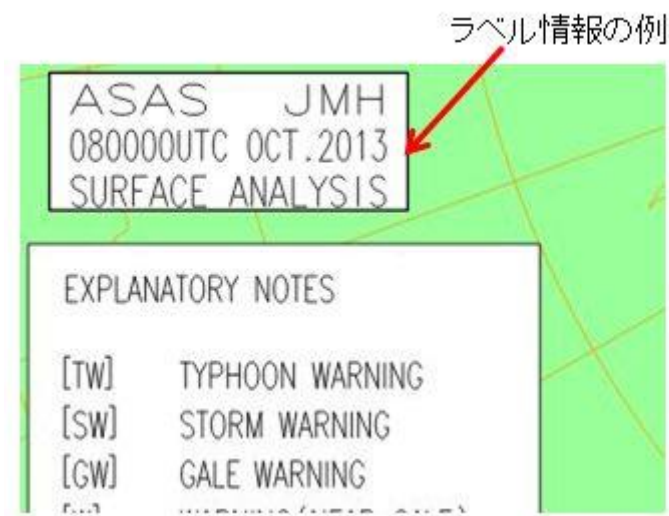 ラベル情報の例
ASAS JMH
080000UTC OCT.2013
SURFACE ANALYSIS
EXPLANATORY NOTES
[TW] TYPHOON WARNING
[SW] STORM WARNING
[GW] GALE WARNING